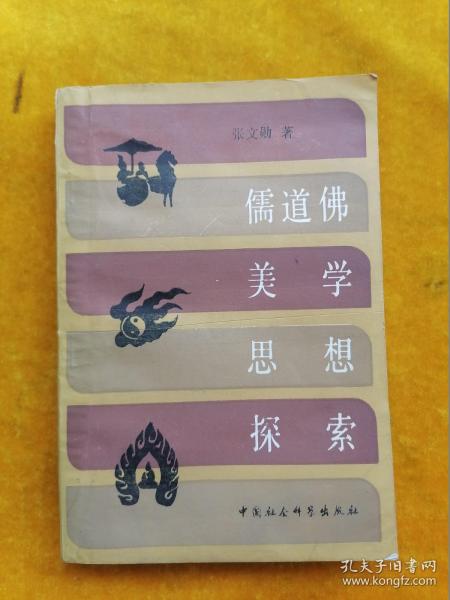 张文勋 著
儒道佛
美学
思想
探索
中国社会科学出版社
孔夫子旧书网
www.kongfz.com